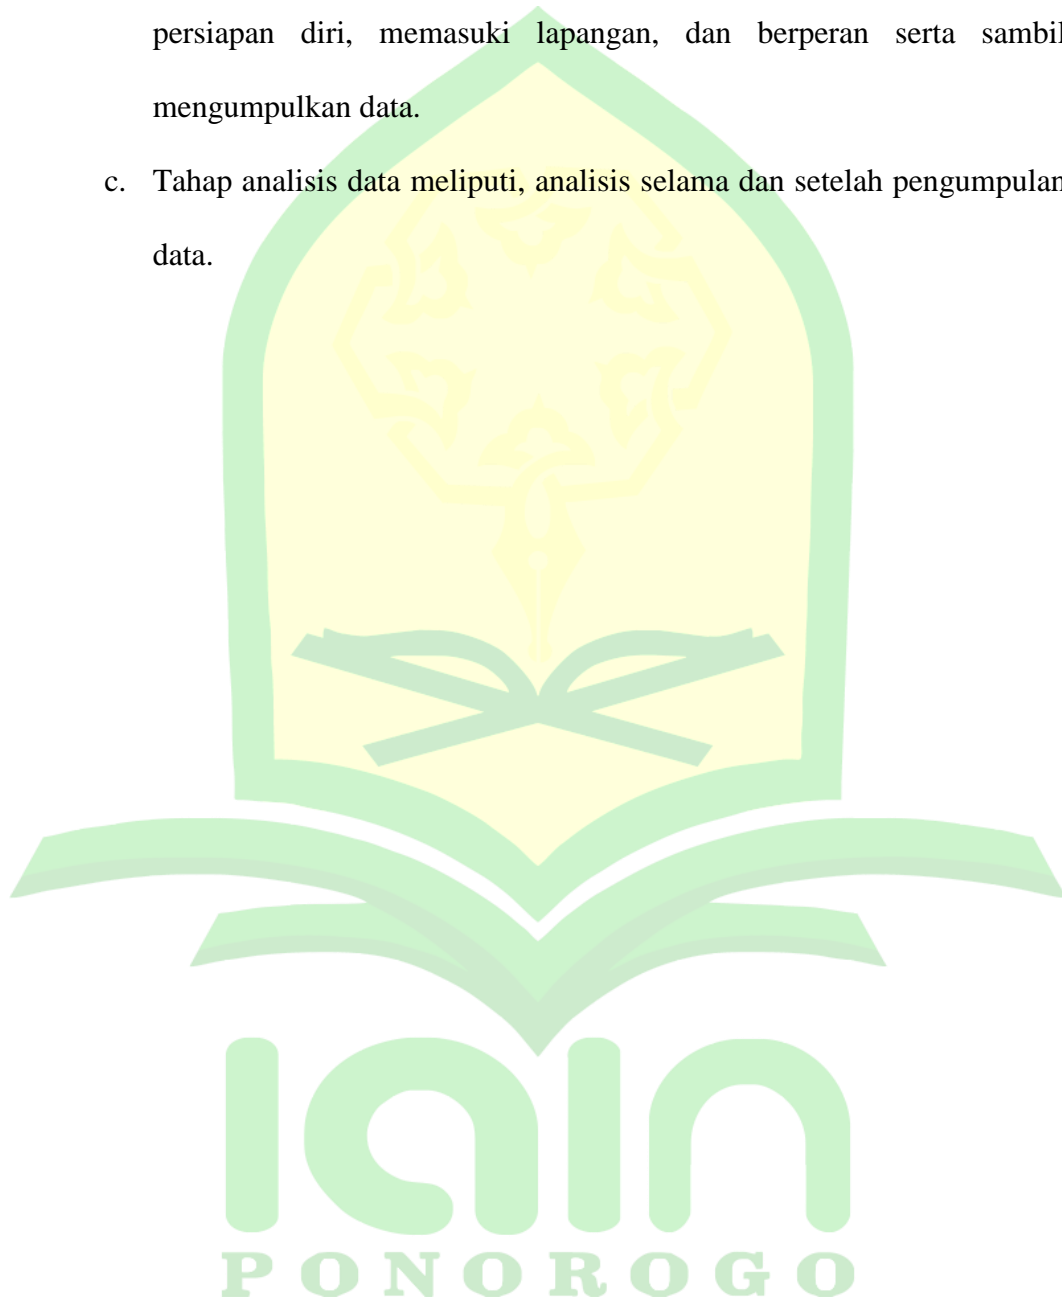 persiapan diri, memasuki lapangan, dan berperan serta sambil
mengumpulkan data.
c. Tahap analisis data meliputi, analisis selama dan setelah pengumpulan
data.
iain
PONOROGO